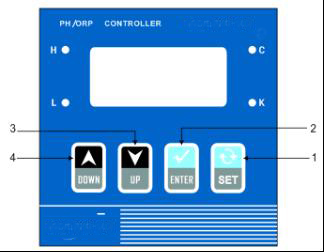 PH/ORP CONTROLLER
H
C
L
K
3
2
4
1
DOWN
UP
ENTER
SET